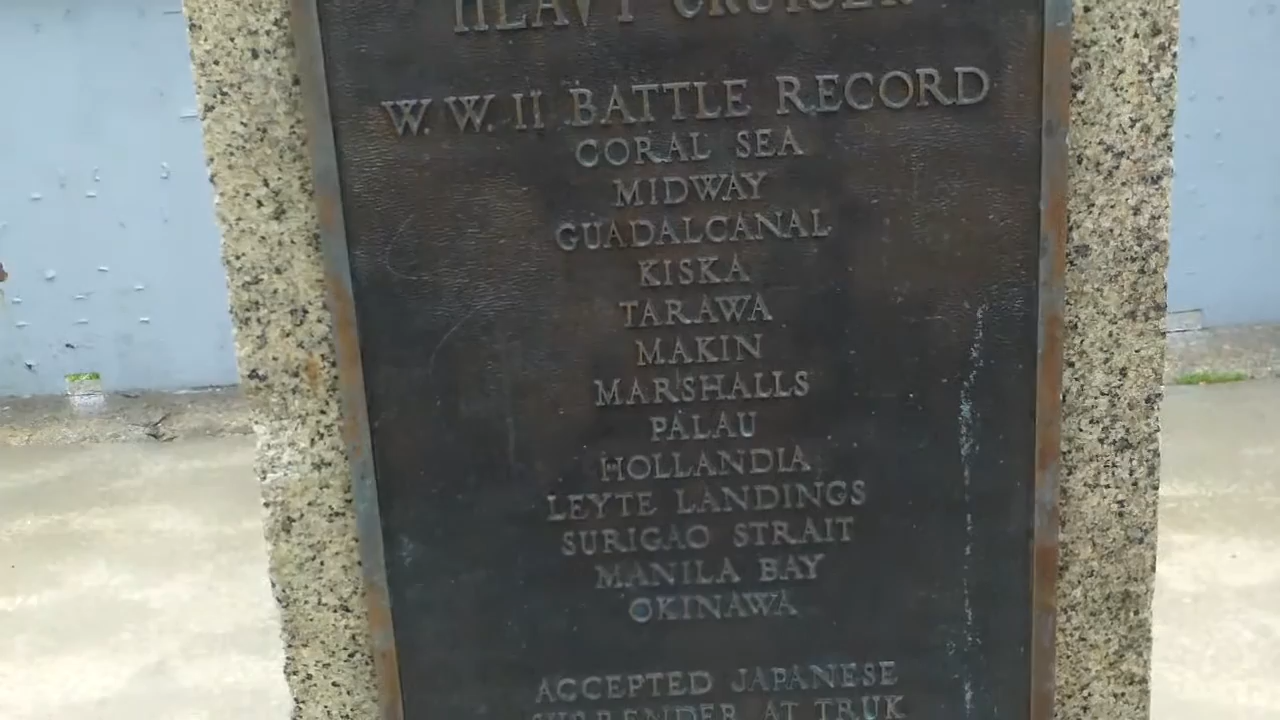 HEAVY CRUISER
W. W. II BATTLE RECORD
CORAL SEA
MIDWAY
GUADALCANAL
KISKA
TARAWA
MAKIN
MARSHALLS
PALAU
HOLLANDIA
LEYTE LANDINGS
SURIGAO STRAIT
MANILA BAY
OKINAWA
ACCEPTED JAPANESE
SURRENDER AT TRUK